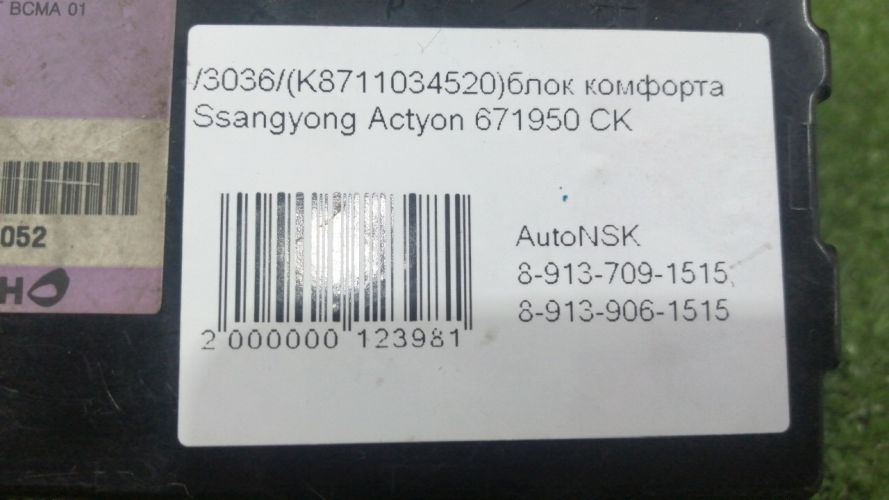 BCMA 01
/3036/(K8711034520)блок комфорта
Ssangyong Actyon 671950 CK
052
AutoNSK
8-913-709-1515
8-913-906-1515
2 000000 123981